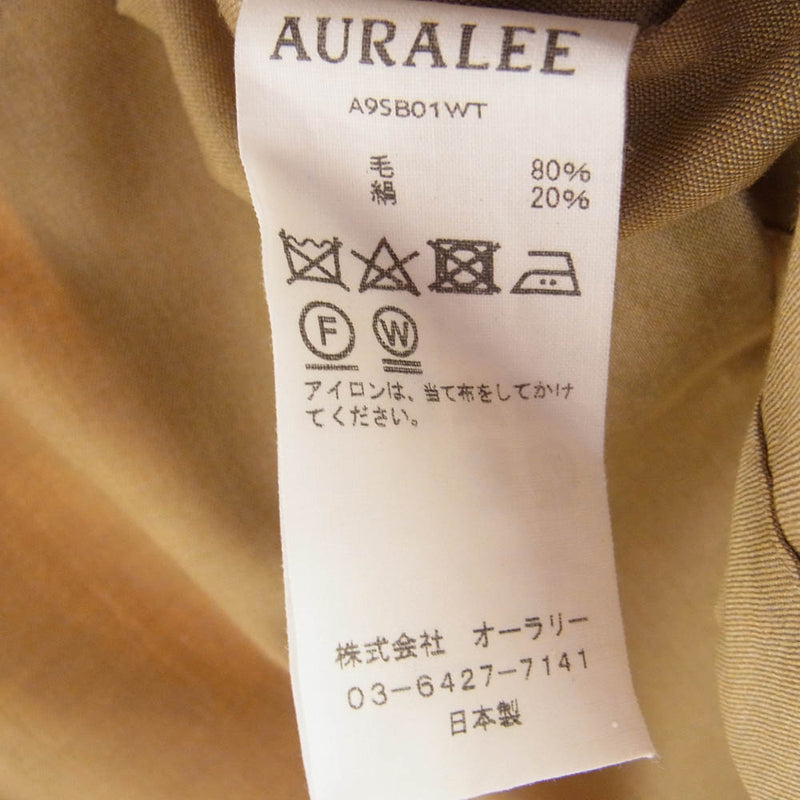 AURALEE
A9SB01WT
毛 80%
絹 20%
F W
アイロンは、当て布をしてかけ
てください。
株式会社 オーラリー
03-6427-7141
日本製